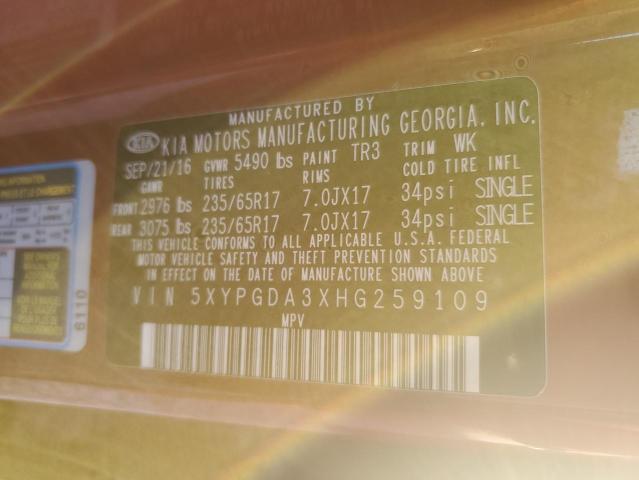 MANUFACTURED BY
KIA KIA MOTORS MANUFACTURING GEORGIA, INC.
SEP/21/16 GVWR 5490 lbs PAINT TR3 TRIM WK
GAWR TIRES RIMS COLD TIRE INFL
FRONT 2976 lbs 235/65R17 7.0JX17 34psi SINGLE
REAR 3075 lbs 235/65R17 7.0JX17 34psi SINGLE
THIS VEHICLE CONFORMS TO ALL APPLICABLE U.S.A. FEDERAL
MOTOR VEHICLE SAFETY AND THEFT PREVENTION STANDARDS
IN EFFECT ON THE DATE OF MANUFACTURE SHOWN ABOVE
VIN 5XYPGDA3XHG259109
MPV
6110